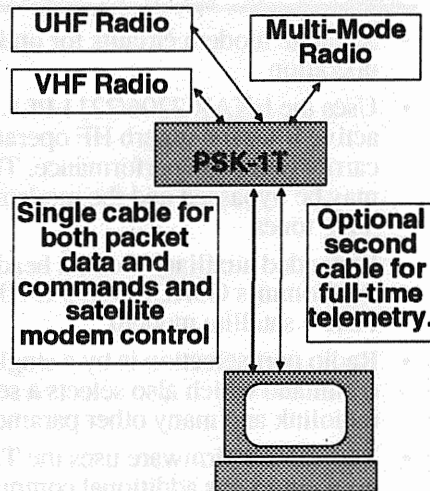 UHF Radio
Multi-Mode
Radio
VHF Radio
PSK-1T
Single cable for
both packet
data and
commands and
satellite
modem control
Optional
second
cable for
full-time
telemetry.